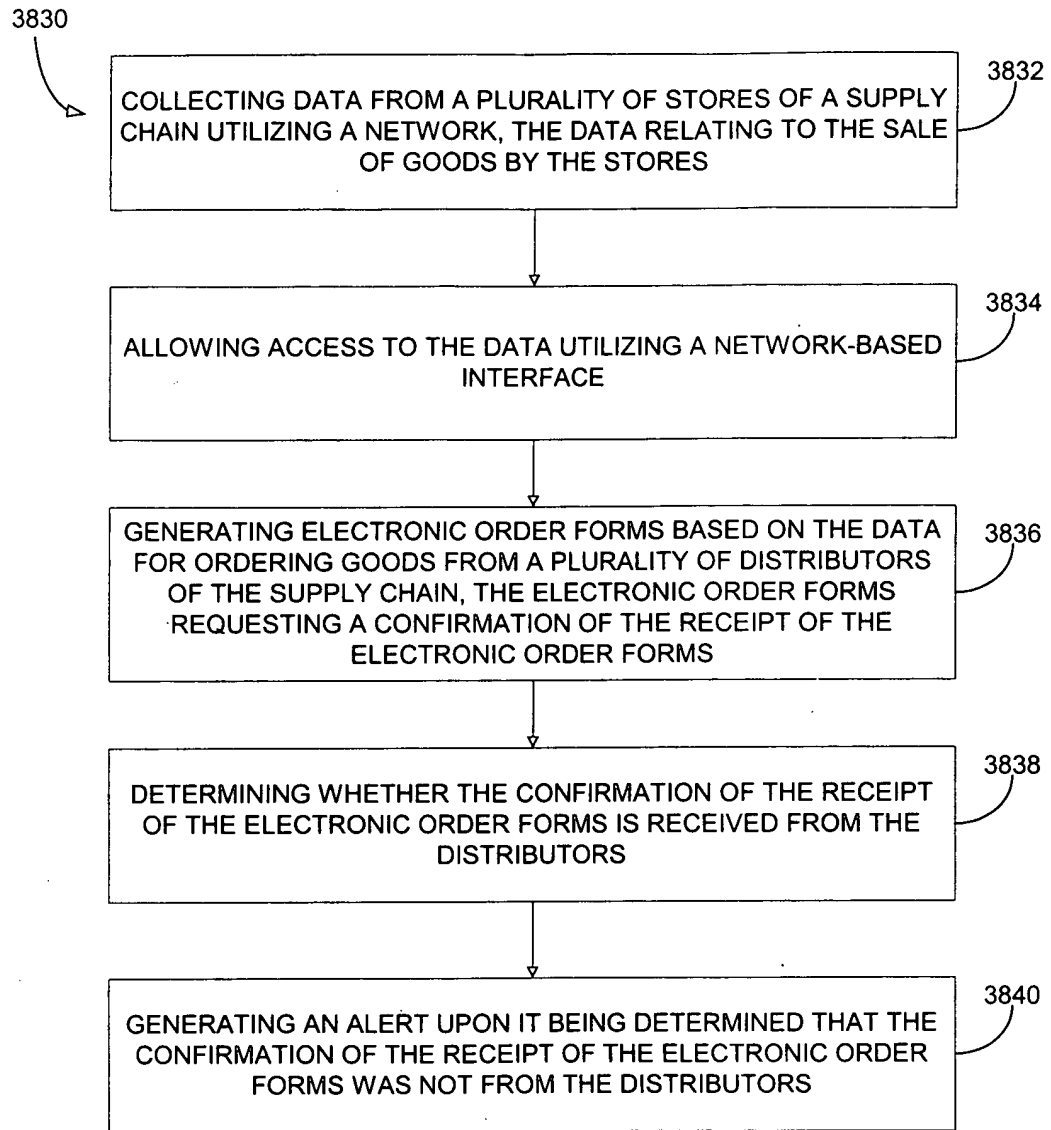 3830
3832
COLLECTING DATA FROM A PLURALITY OF STORES OF A SUPPLY
CHAIN UTILIZING A NETWORK, THE DATA RELATING TO THE SALE
OF GOODS BY THE STORES
3834
ALLOWING ACCESS TO THE DATA UTILIZING A NETWORK-BASED
INTERFACE
3836
GENERATING ELECTRONIC ORDER FORMS BASED ON THE DATA
FOR ORDERING GOODS FROM A PLURALITY OF DISTRIBUTORS
OF THE SUPPLY CHAIN, THE ELECTRONIC ORDER FORMS
REQUESTING A CONFIRMATION OF THE RECEIPT OF THE
ELECTRONIC ORDER FORMS
3838
DETERMINING WHETHER THE CONFIRMATION OF THE RECEIPT
OF THE ELECTRONIC ORDER FORMS IS RECEIVED FROM THE
DISTRIBUTORS
3840
GENERATING AN ALERT UPON IT BEING DETERMINED THAT THE
CONFIRMATION OF THE RECEIPT OF THE ELECTRONIC ORDER
FORMS WAS NOT FROM THE DISTRIBUTORS